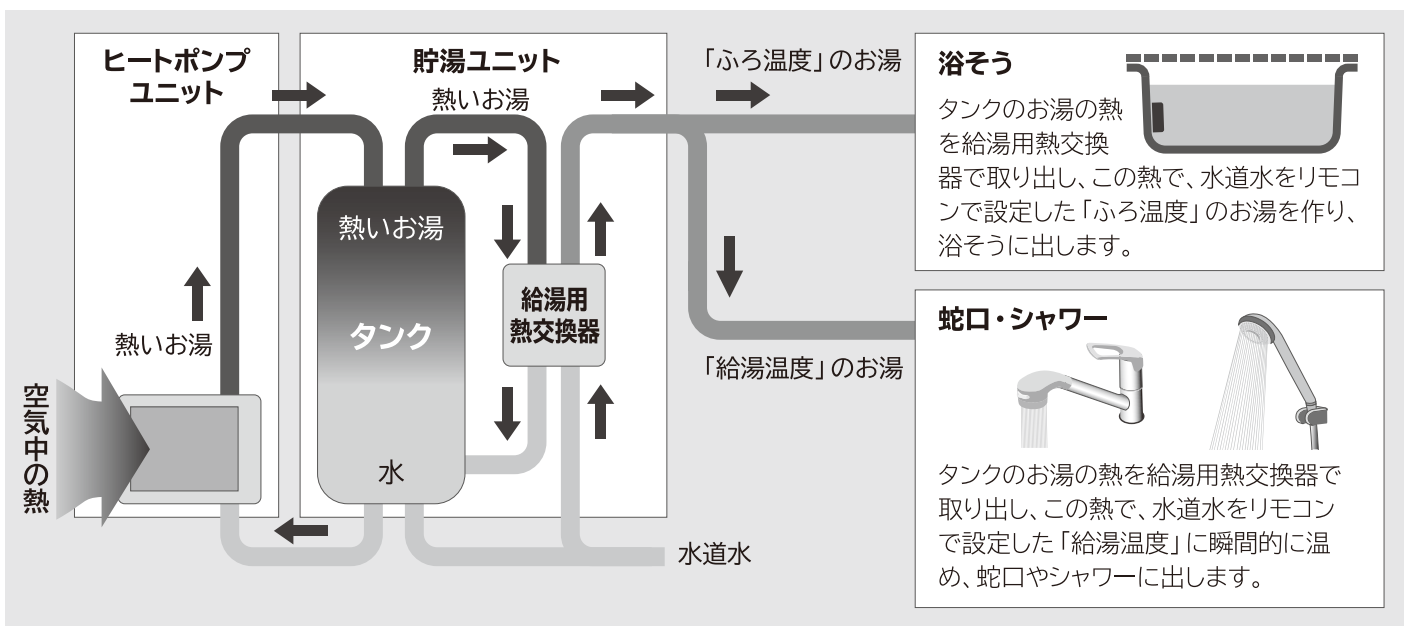 ヒートポンプ
ユニット
熱いお湯
空気中の熱
貯湯ユニット
熱いお湯
熱いお湯
タンク
水
給湯用
熱交換器
水道水
「ふろ温度」のお湯
「給湯温度」のお湯
浴そう
タンクのお湯の熱
を給湯用熱交換
器で取り出し、この熱で、水道水をリモコ
ンで設定した「ふろ温度」のお湯を作り、
浴そうに出します。
蛇口・シャワー
タンクのお湯の熱を給湯用熱交換器で
取り出し、この熱で、水道水をリモコン
で設定した「給湯温度」に瞬間的に温
め、蛇口やシャワーに出します。